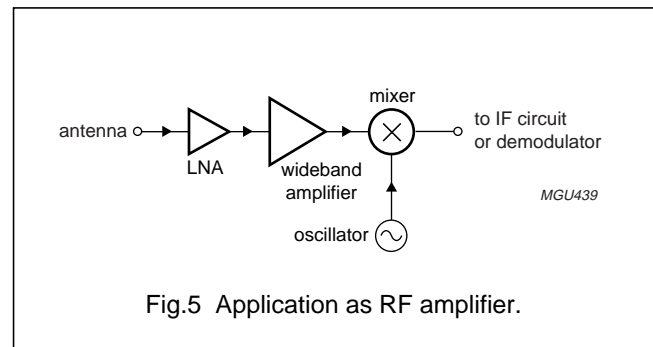 mixer
antenna
to IF circuit
or demodulator
LNA
wideband
amplifier
MGU439
oscillator
Fig.5 Application as RF amplifier.